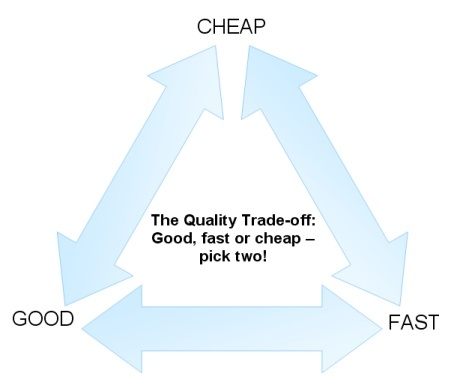 CHEAP
The Quality Trade-off:
Good, fast or cheap –
pick two!
GOOD
FAST